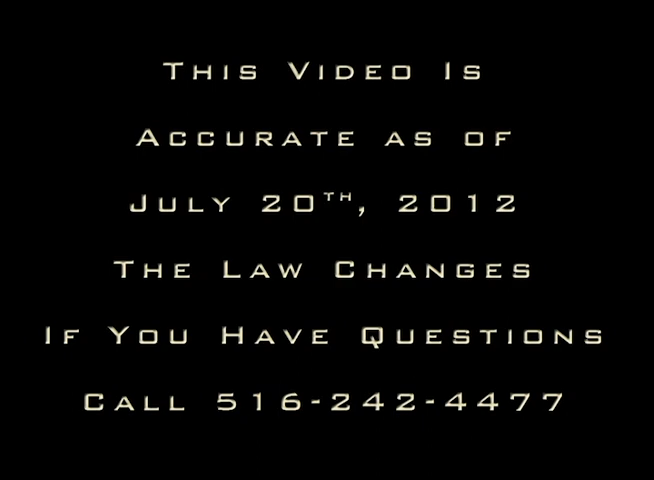 This Video Is
Accurate as of
July 20th, 2012
The Law Changes
If You Have Questions
Call 516-242-4477